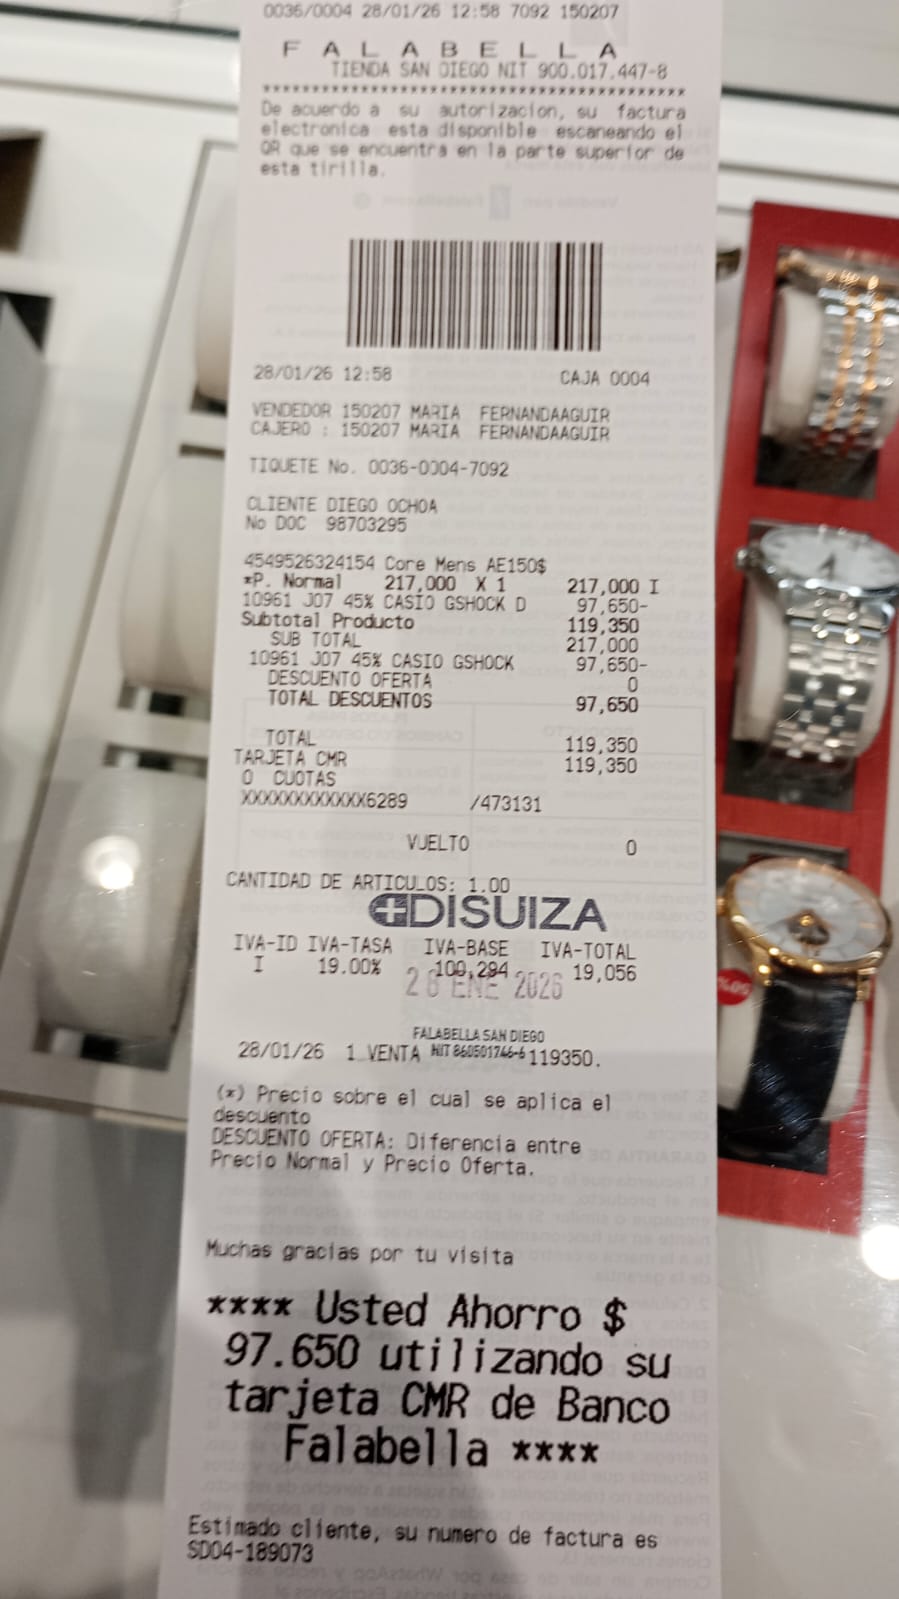 0036/0004 28/01/26 12:58 7092 150207
FALABELLA
TIENDA SAN DIEGO NIT 900.017.447-8
******************************************
De acuerdo a su autorizacion, su factura
electronica esta disponible escaneando el
QR que se encuentra en la parte superior de
esta tirilla.
28/01/26 12:58 CAJA 0004
VENDEDOR 150207 MARIA FERNANDAAGUIR
CAJERO : 150207 MARIA FERNANDAAGUIR
TIQUETE No. 0036-0004-7092
CLIENTE DIEGO OCHOA
No DOC 98703295
4549526324154 Core Mens AE150$
*P. Normal 217,000 X 1 217,000 I
10961 J07 45% CASIO GSHOCK D 97,650-
Subtotal Producto 119,350
SUB TOTAL 217,000
10961 J07 45% CASIO GSHOCK 97,650-
DESCUENTO OFERTA 0
TOTAL DESCUENTOS 97,650
TOTAL 119,350
TARJETA CMR 119,350
0 CUOTAS
XXXXXXXXXXXX6289 /473131
VUELTO 0
CANTIDAD DE ARTICULOS: 1.00
DISUIZA
IVA-ID IVA-TASA IVA-BASE IVA-TOTAL
I 19.00% 100,294 19,056
28 ENE 2026
FALABELLA SAN DIEGO
28/01/26 1 VENTA NIT 860501746-6 119350.
(*) Precio sobre el cual se aplica el
descuento
DESCUENTO OFERTA: Diferencia entre
Precio Normal y Precio Oferta.
Muchas gracias por tu visita
**** Usted Ahorro $
97.650 utilizando su
tarjeta CMR de Banco
Falabella ****
Estimado cliente, su numero de factura es
SD04-189073
%50